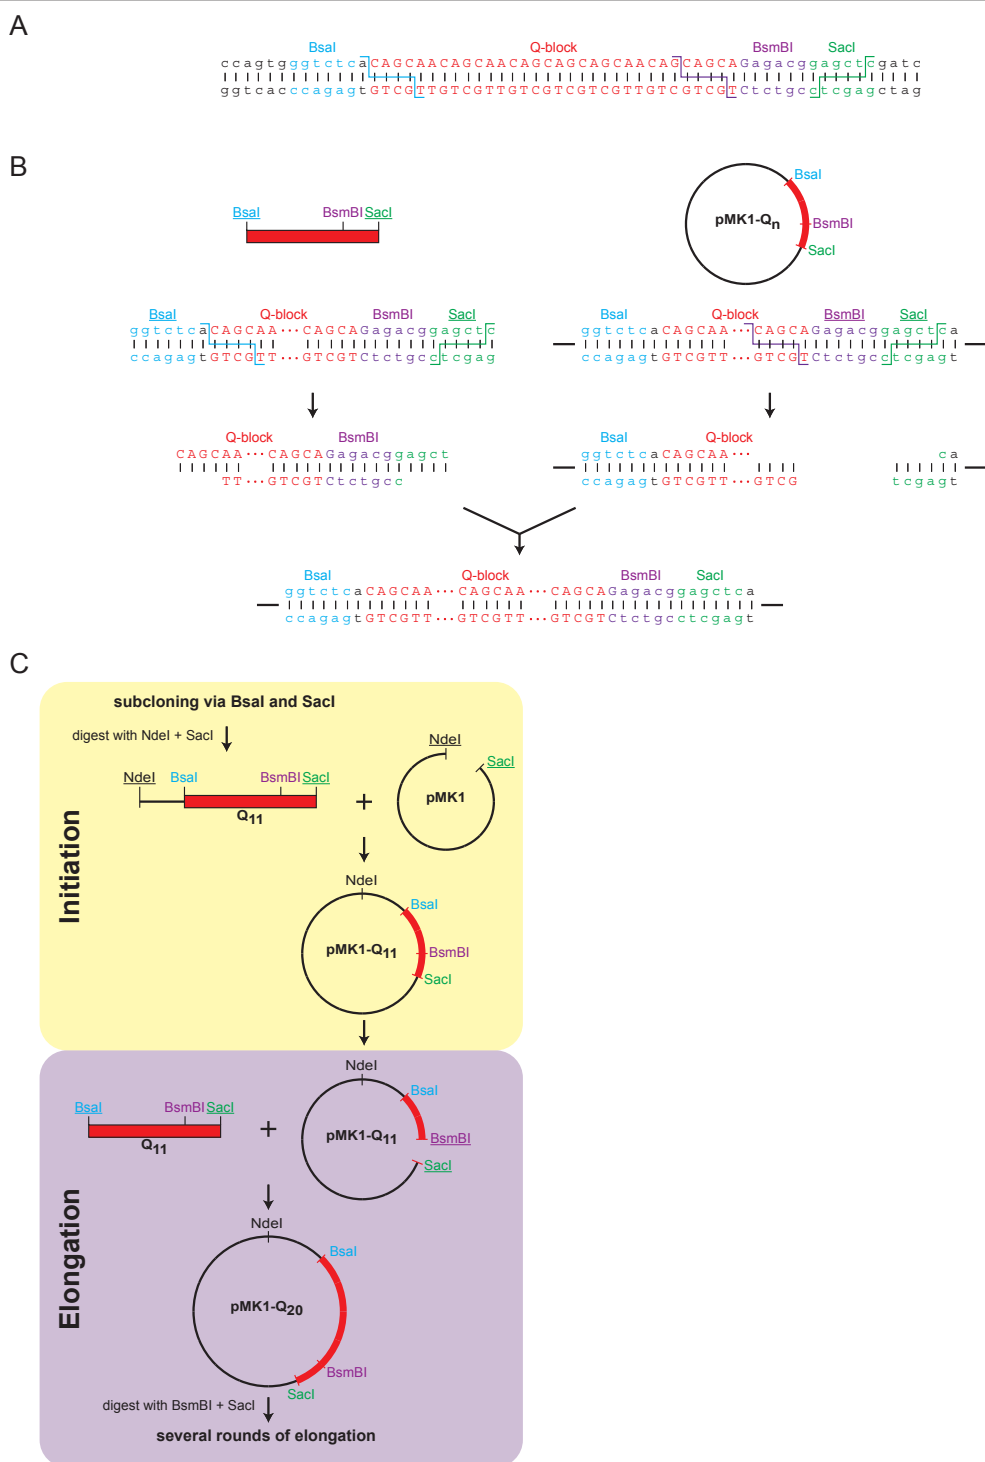 A
BsaI Q-block BsmBI SacI
ccagtgggtctcaCAGCAACAGCAACAGCAGCAGCAACAGCAGCAGagacggagctcgatc
ggtcacccagagtGTCGTTGTCGTTGTCGTCGTCGTTGTCGTCGTCtctgcctcgagctag
B
BsaI BsmBI SacI
BsaI
pMK1-Qn
BsmBI
SacI
BsaI Q-block BsmBI SacI
ggtctcaCAGCAA···CAGCAGagacggagctc
ccagagtGTCGTT···GTCGTCtctgcctcgag
BsaI Q-block BsmBI SacI
ggtctcaCAGCAA···CAGCAGagacggagctca
ccagagtGTCGTT···GTCGTCtctgcctcgagt
Q-block BsmBI
CAGCAA···CAGCAGagacggagct
TT···GTCGTCtctgcc
BsaI Q-block
ggtctcaCAGCAA··· ca
ccagagtGTCGTT···GTCG tcgagt
BsaI Q-block BsmBI SacI
ggtctcaCAGCAA···CAGCAA···CAGCAGagacggagctca
ccagagtGTCGTT···GTCGTT···GTCGTCtctgcctcgagt
C
Initiation
subcloning via BsaI and SacI
digest with NdeI + SacI
NdeI BsaI BsmBI SacI
Q11
+
NdeI
SacI
pMK1
NdeI
BsaI
pMK1-Q11
BsmBI
SacI
Elongation
BsaI BsmBI SacI
Q11
+
NdeI
BsaI
pMK1-Q11
BsmBI
SacI
NdeI
BsaI
pMK1-Q20
BsmBI
SacI
digest with BsmBI + SacI
several rounds of elongation